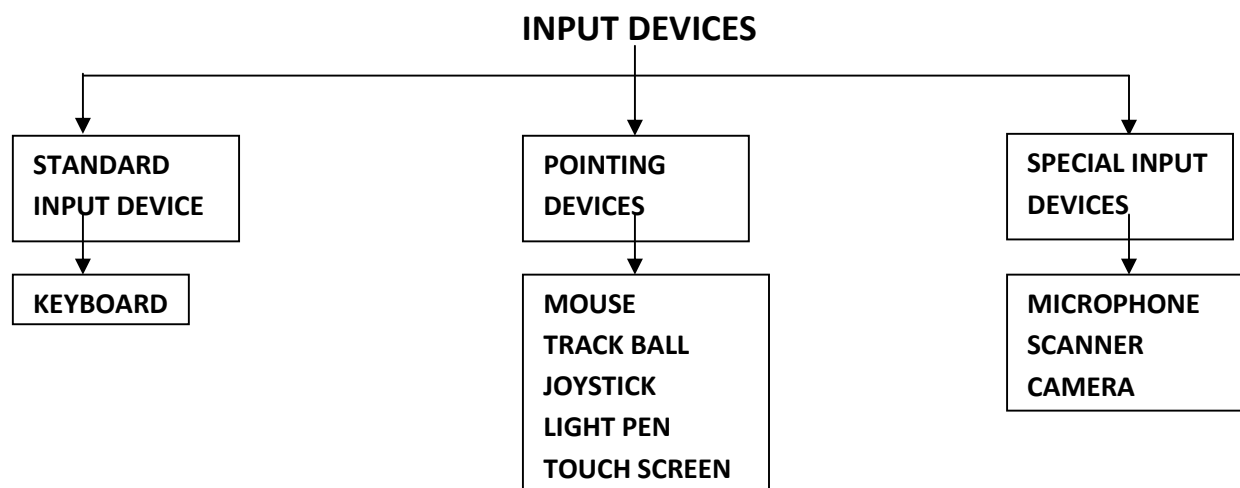 INPUT DEVICES
STANDARD
INPUT DEVICE
POINTING
DEVICES
SPECIAL INPUT
DEVICES
KEYBOARD
MOUSE
TRACK BALL
JOYSTICK
LIGHT PEN
TOUCH SCREEN
MICROPHONE
SCANNER
CAMERA